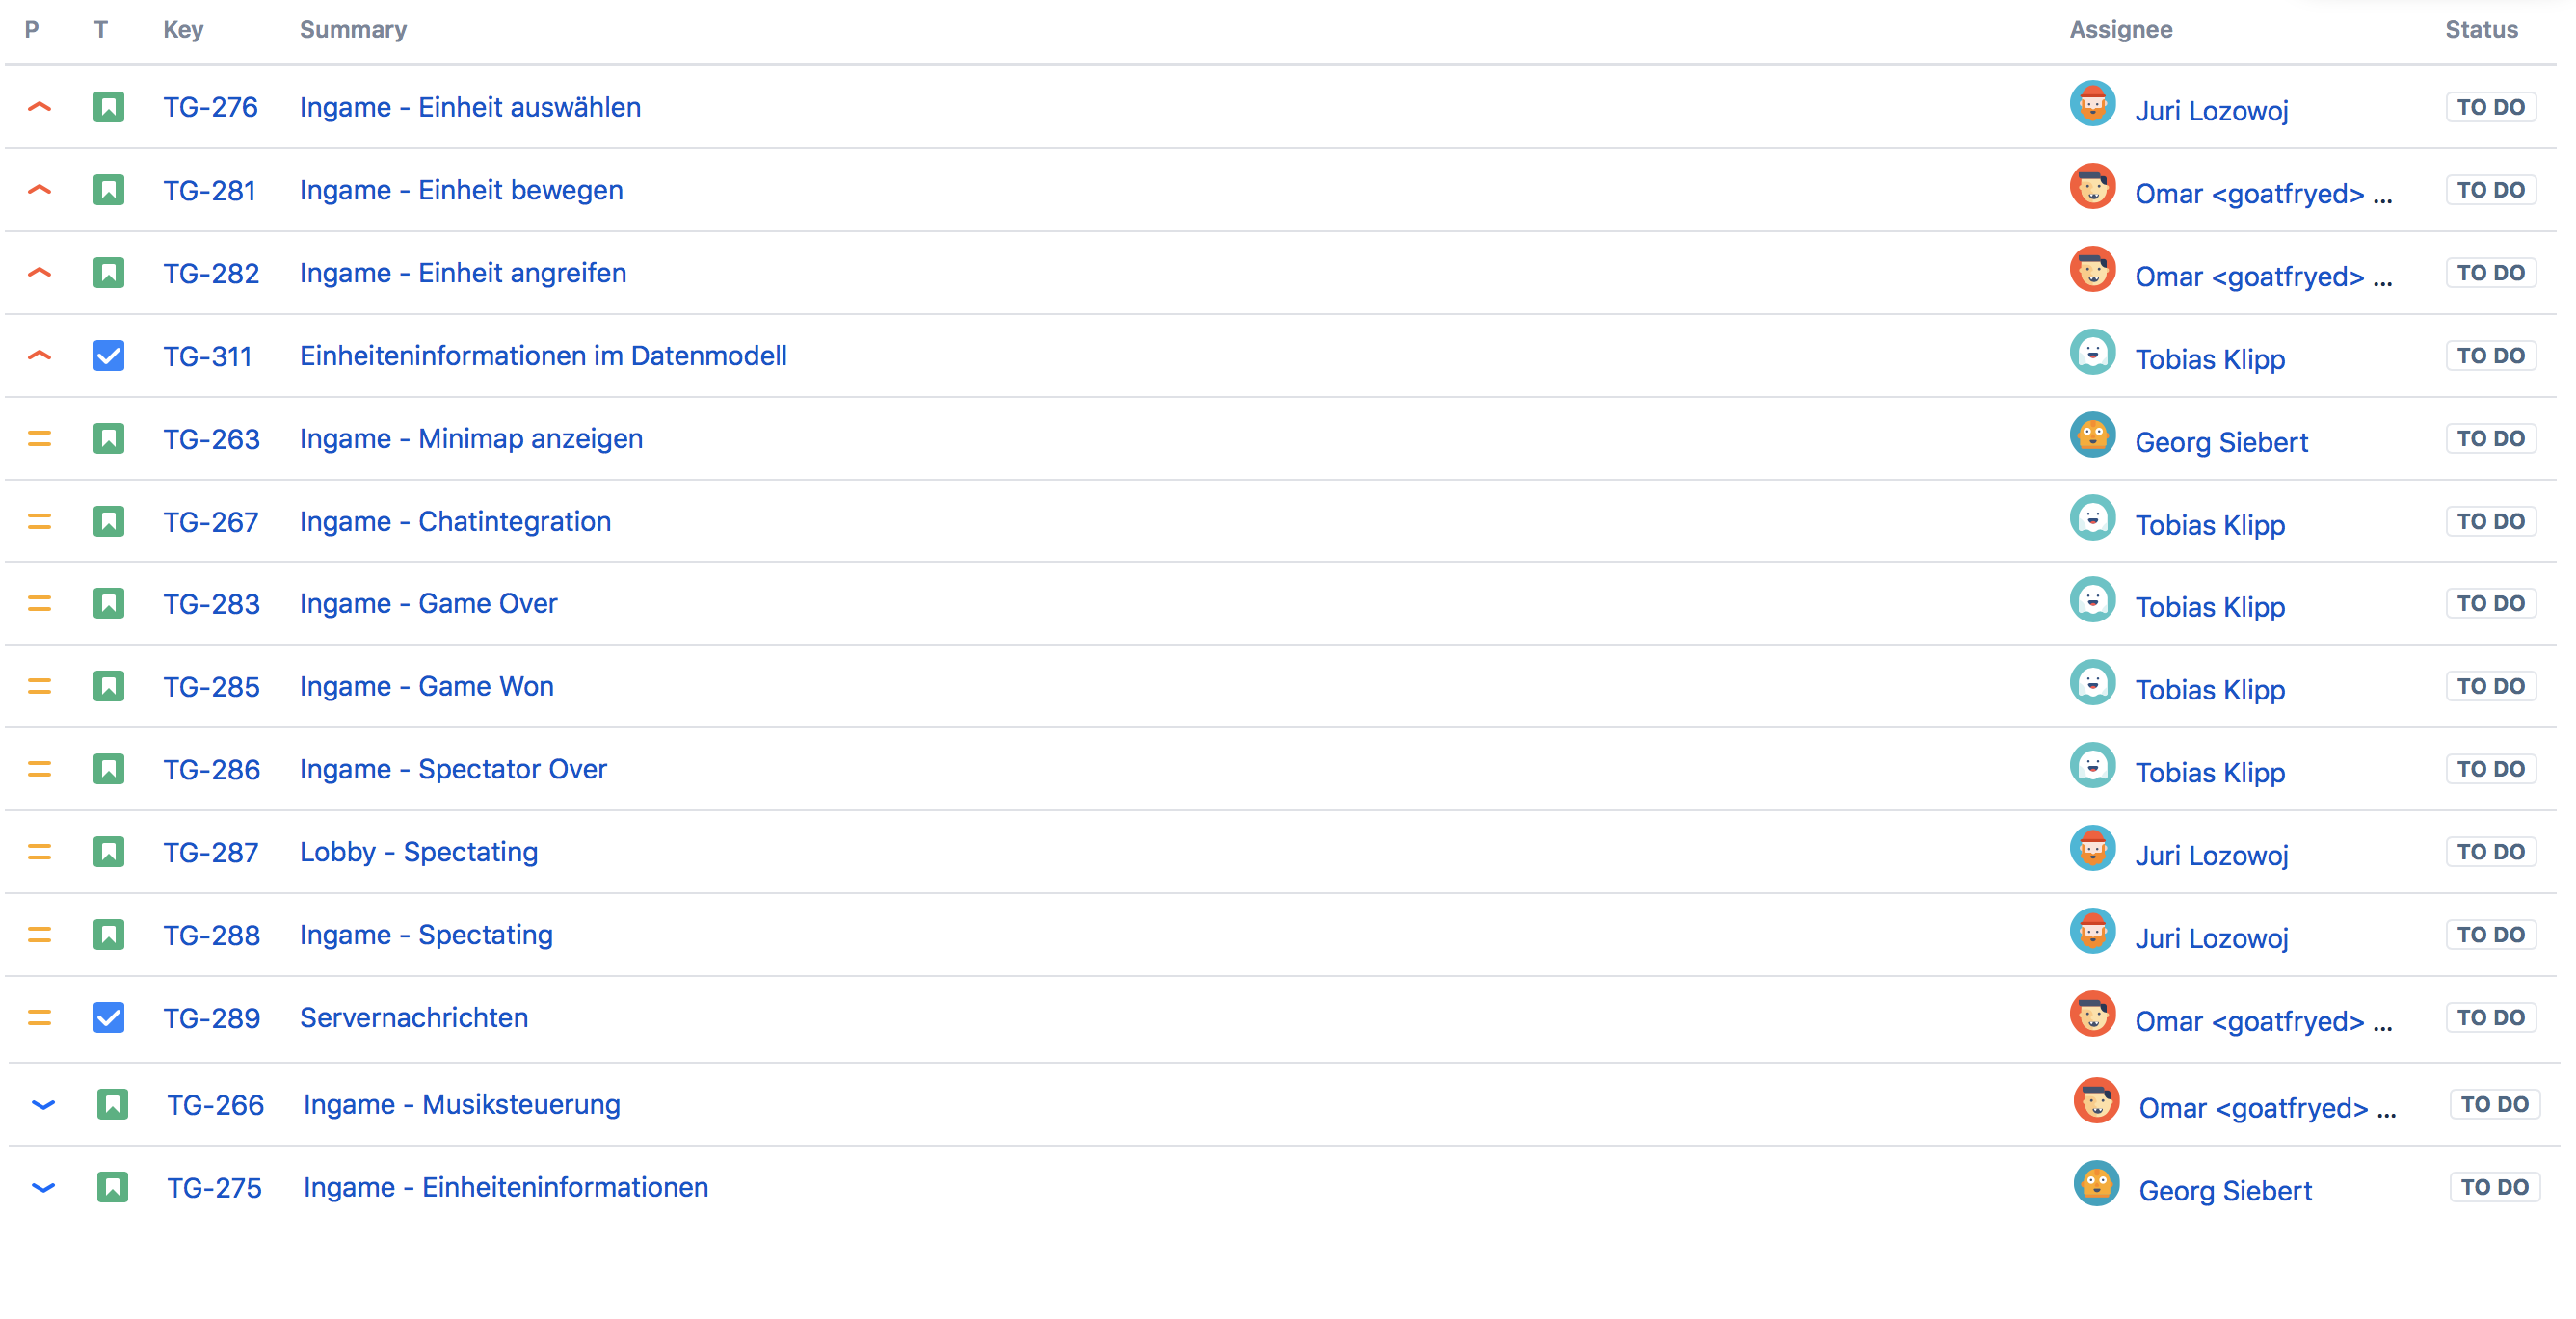 P T Key Summary Assignee Status
TG-276 Ingame - Einheit auswählen Juri Lozowoj TO DO
TG-281 Ingame - Einheit bewegen Omar <goatfryed> ... TO DO
TG-282 Ingame - Einheit angreifen Omar <goatfryed> ... TO DO
TG-311 Einheiteninformationen im Datenmodell Tobias Klipp TO DO
TG-263 Ingame - Minimap anzeigen Georg Siebert TO DO
TG-267 Ingame - Chatintegration Tobias Klipp TO DO
TG-283 Ingame - Game Over Tobias Klipp TO DO
TG-285 Ingame - Game Won Tobias Klipp TO DO
TG-286 Ingame - Spectator Over Tobias Klipp TO DO
TG-287 Lobby - Spectating Juri Lozowoj TO DO
TG-288 Ingame - Spectating Juri Lozowoj TO DO
TG-289 Servernachrichten Omar <goatfryed> ... TO DO
TG-266 Ingame - Musiksteuerung Omar <goatfryed> ... TO DO
TG-275 Ingame - Einheiteninformationen Georg Siebert TO DO